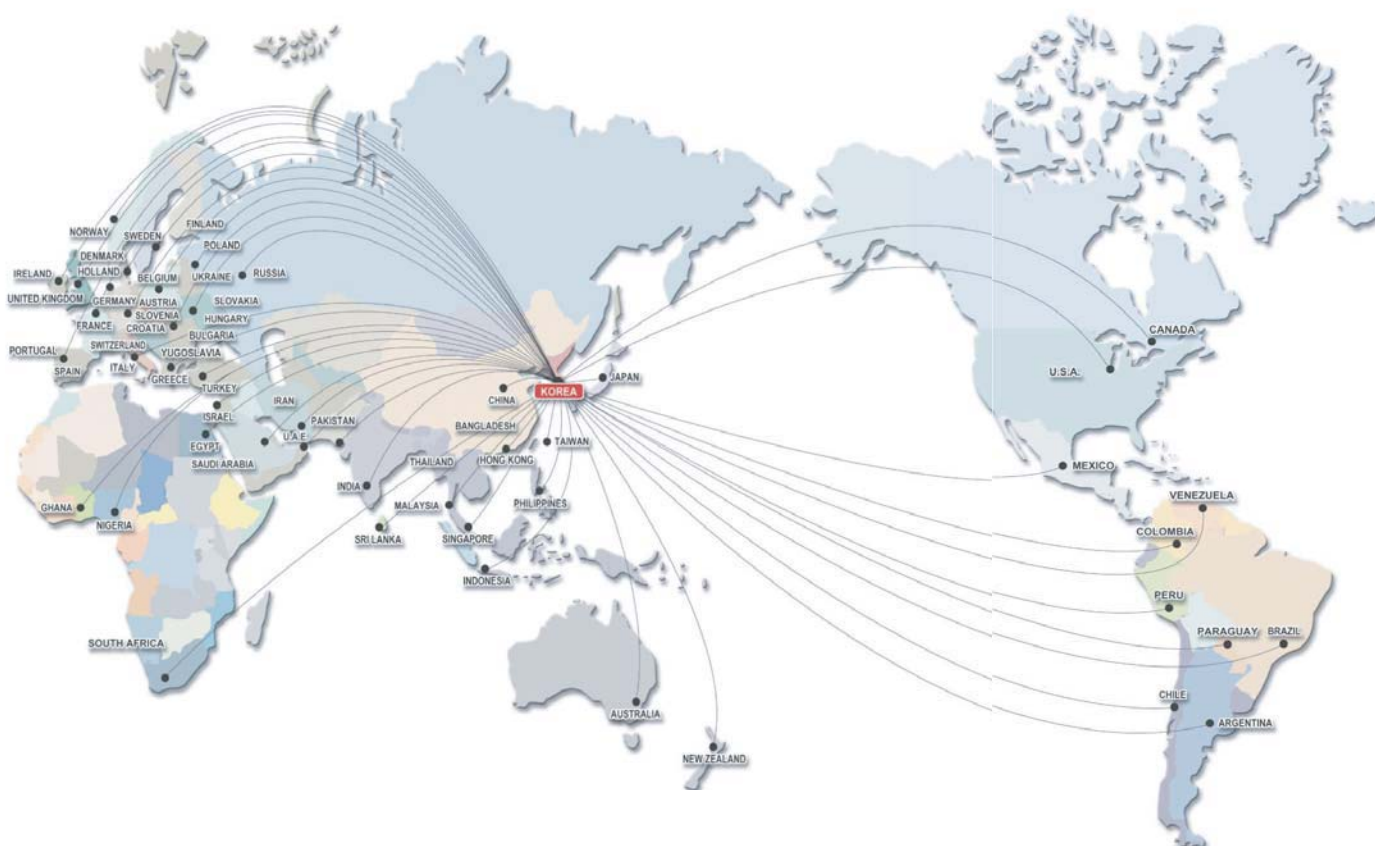 NORWAY
SWEDEN
FINLAND
DENMARK
POLAND
IRELAND
HOLLAND
BELGIUM
UKRAINE
RUSSIA
UNITED KINGDOM
GERMANY
AUSTRIA
SLOVAKIA
FRANCE
SLOVENIA
HUNGARY
CROATIA
BULGARIA
PORTUGAL
SWITZERLAND
YUGOSLAVIA
SPAIN
ITALY
GREECE
TURKEY
ISRAEL
IRAN
PAKISTAN
EGYPT
U.A.E.
SAUDI ARABIA
GHANA
NIGERIA
SOUTH AFRICA
INDIA
SRI LANKA
CHINA
KOREA
JAPAN
BANGLADESH
TAIWAN
THAILAND
HONG KONG
MALAYSIA
PHILIPPINES
SINGAPORE
INDONESIA
AUSTRALIA
NEW ZEALAND
CANADA
U.S.A.
MEXICO
VENEZUELA
COLOMBIA
PERU
PARAGUAY
BRAZIL
CHILE
ARGENTINA